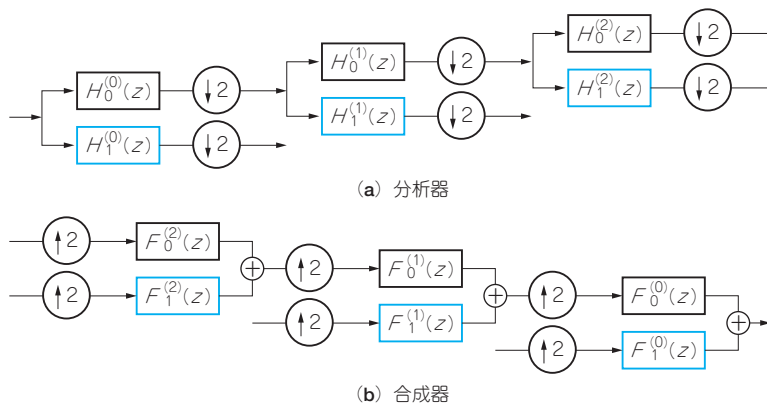 H₀⁽²⁾(z) ↓2
H₀⁽¹⁾(z) ↓2
H₁⁽²⁾(z) ↓2
H₀⁽⁰⁾(z) ↓2
H₁⁽¹⁾(z) ↓2
H₁⁽⁰⁾(z) ↓2
(a) 分析器
↑2 F₀⁽²⁾(z)
↑2 F₁⁽²⁾(z) + ↑2 F₀⁽¹⁾(z)
↑2 F₁⁽¹⁾(z) + ↑2 F₀⁽⁰⁾(z)
↑2 F₁⁽⁰⁾(z) +
(b) 合成器